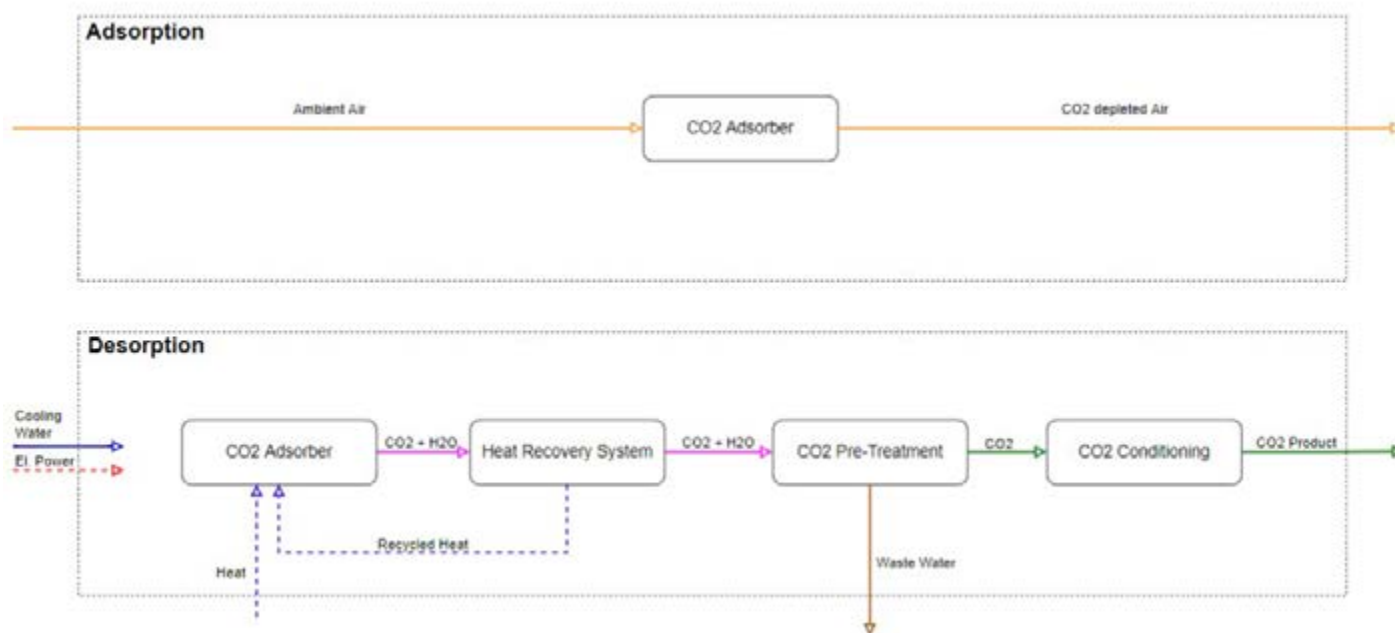 Adsorption
Ambient Air
CO2 Adsorber
CO2 depleted Air
Desorption
Cooling
Water
El. Power
CO2 Adsorber
CO2 + H2O
Heat Recovery System
CO2 + H2O
CO2 Pre-Treatment
CO2
CO2 Conditioning
CO2 Product
Recycled Heat
Heat
Waste Water